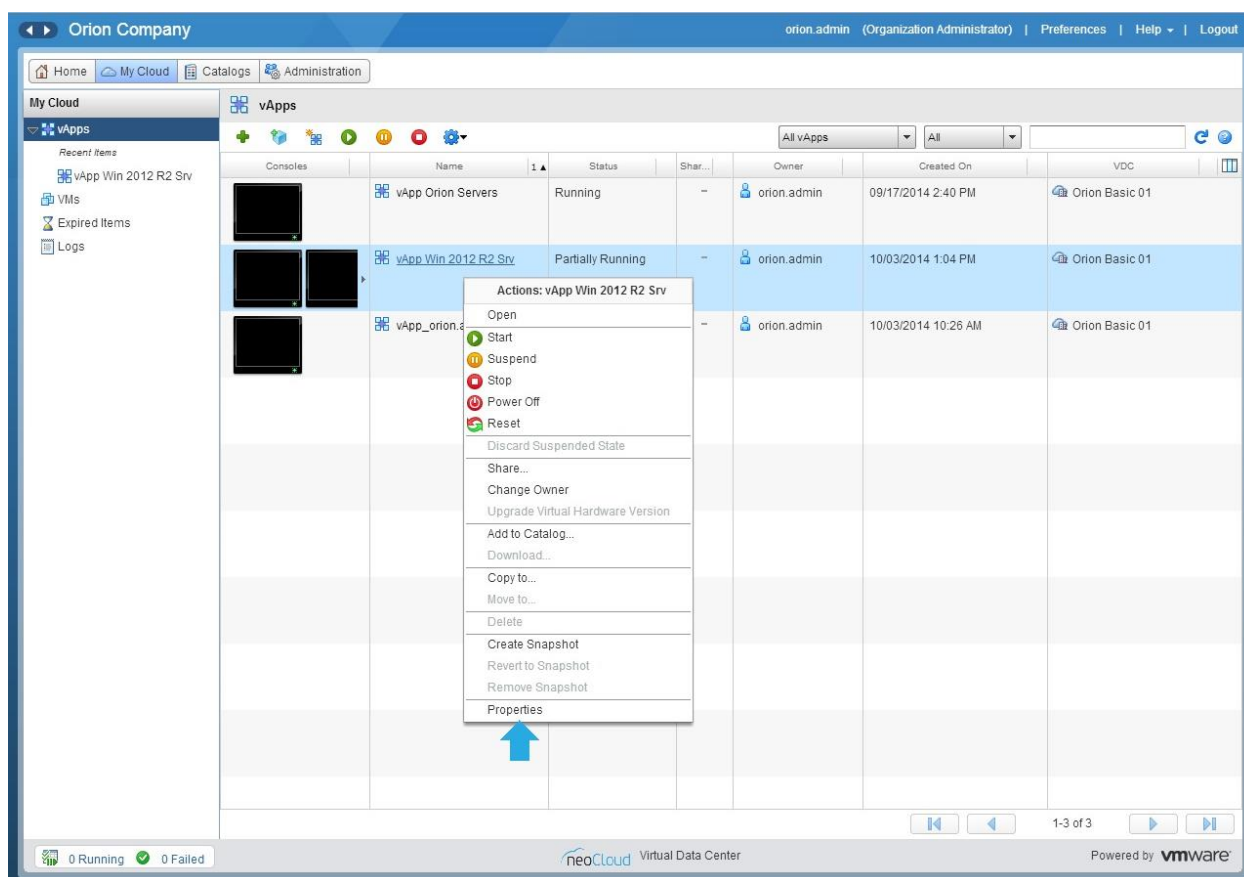 Orion Company
orion.admin (Organization Administrator) | Preferences | Help | Logout
Home My Cloud Catalogs Administration
My Cloud
vApps
vApps
Recent Items
vApp Win 2012 R2 Srv
VMs
Expired Items
Logs
All vApps All
Consoles Name 1 Status Shar... Owner Created On VDC
vApp Orion Servers Running - orion.admin 09/17/2014 2:40 PM Orion Basic 01
vApp Win 2012 R2 Srv Partially Running - orion.admin 10/03/2014 1:04 PM Orion Basic 01
vApp_orion.a - orion.admin 10/03/2014 10:26 AM Orion Basic 01
Actions: vApp Win 2012 R2 Srv
Open
Start
Suspend
Stop
Power Off
Reset
Discard Suspended State
Share...
Change Owner
Upgrade Virtual Hardware Version
Add to Catalog...
Download...
Copy to...
Move to...
Delete
Create Snapshot
Revert to Snapshot
Remove Snapshot
Properties
1-3 of 3
0 Running 0 Failed
neoCloud Virtual Data Center
Powered by vmware